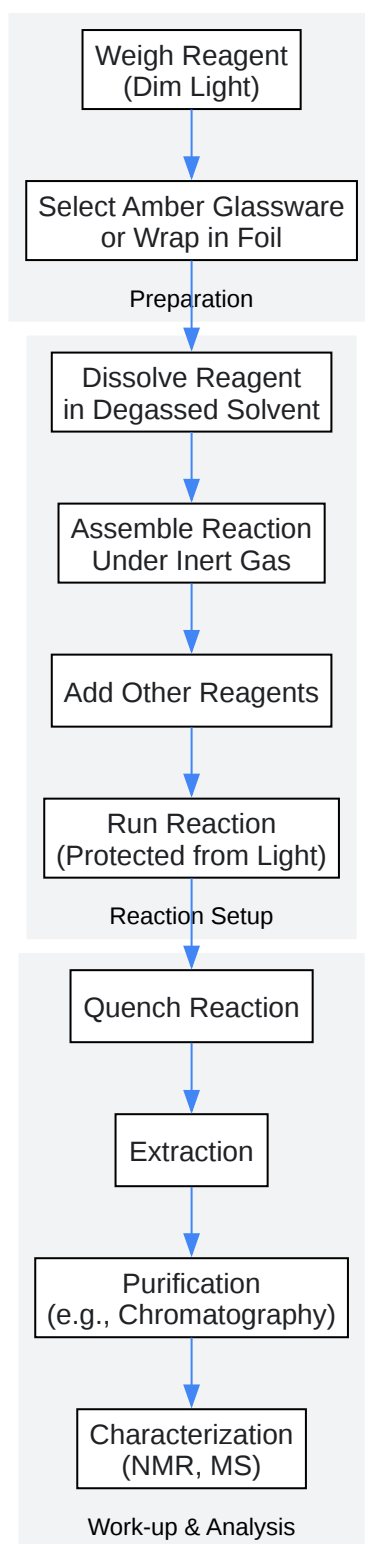 Weigh Reagent
(Dim Light)
Select Amber Glassware
or Wrap in Foil
Preparation
Dissolve Reagent
in Degassed Solvent
Assemble Reaction
Under Inert Gas
Add Other Reagents
Run Reaction
(Protected from Light)
Reaction Setup
Quench Reaction
Extraction
Purification
(e.g., Chromatography)
Characterization
(NMR, MS)
Work-up & Analysis